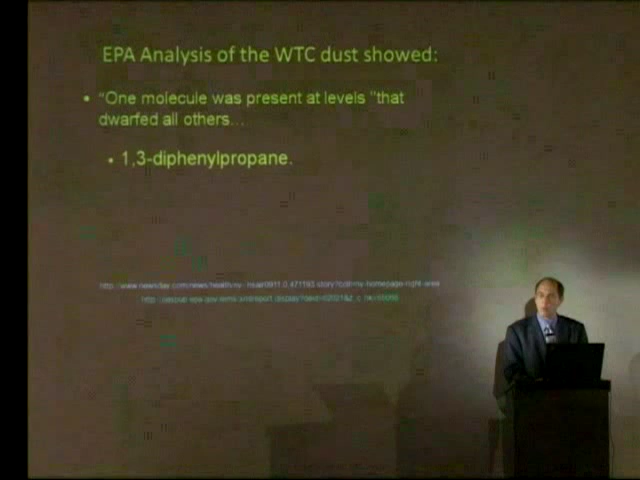 EPA Analysis of the WTC dust showed:
• "One molecule was present at levels "that
dwarfed all others…
• 1,3-diphenylpropane.